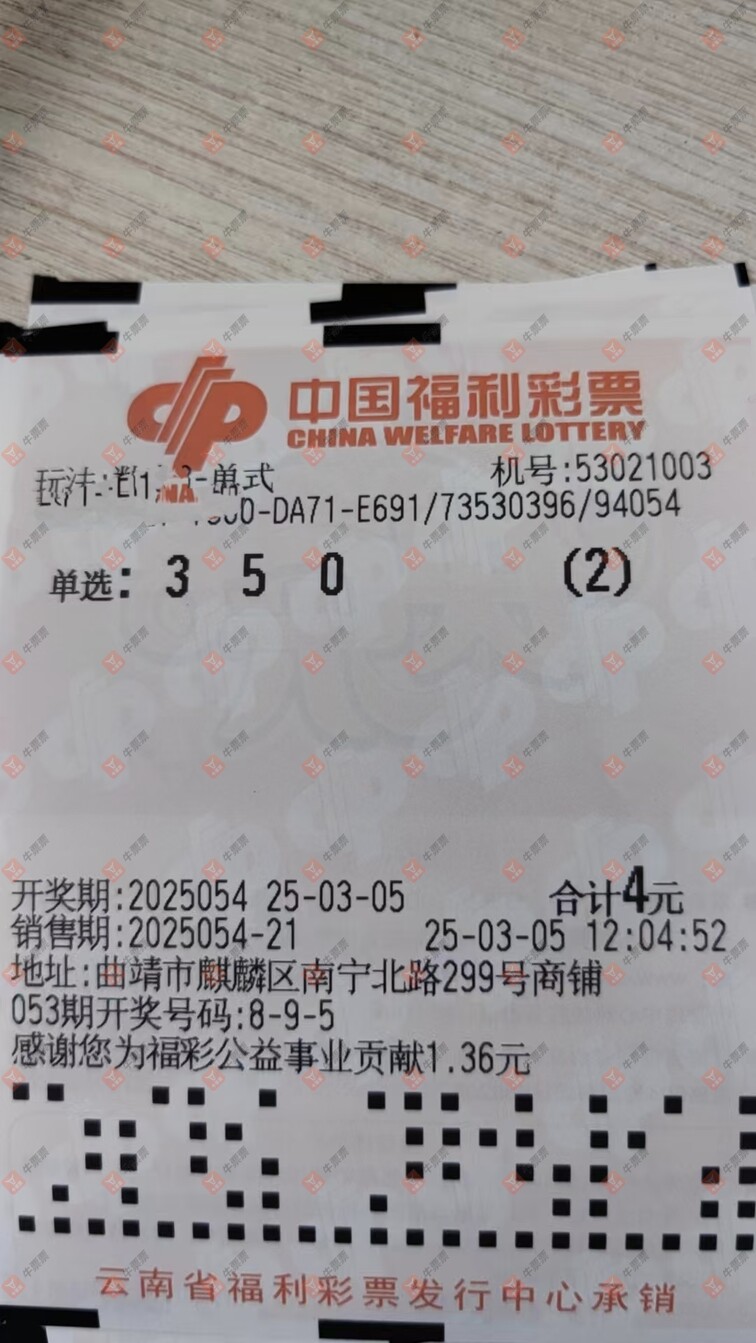 中国福利彩票
CHINA WELFARE LOTTERY
单式 机号:53021003
-DA71-E691/73530396/94054
单选: 3 5 0 (2)
开奖期:2025054 25-03-05 合计4元
销售期:2025054-21 25-03-05 12:04:52
地址:曲靖市麒麟区南宁北路299号商铺
053期开奖号码:8-9-5
感谢您为福彩公益事业贡献1.36元
云南省福利彩票发行中心承销